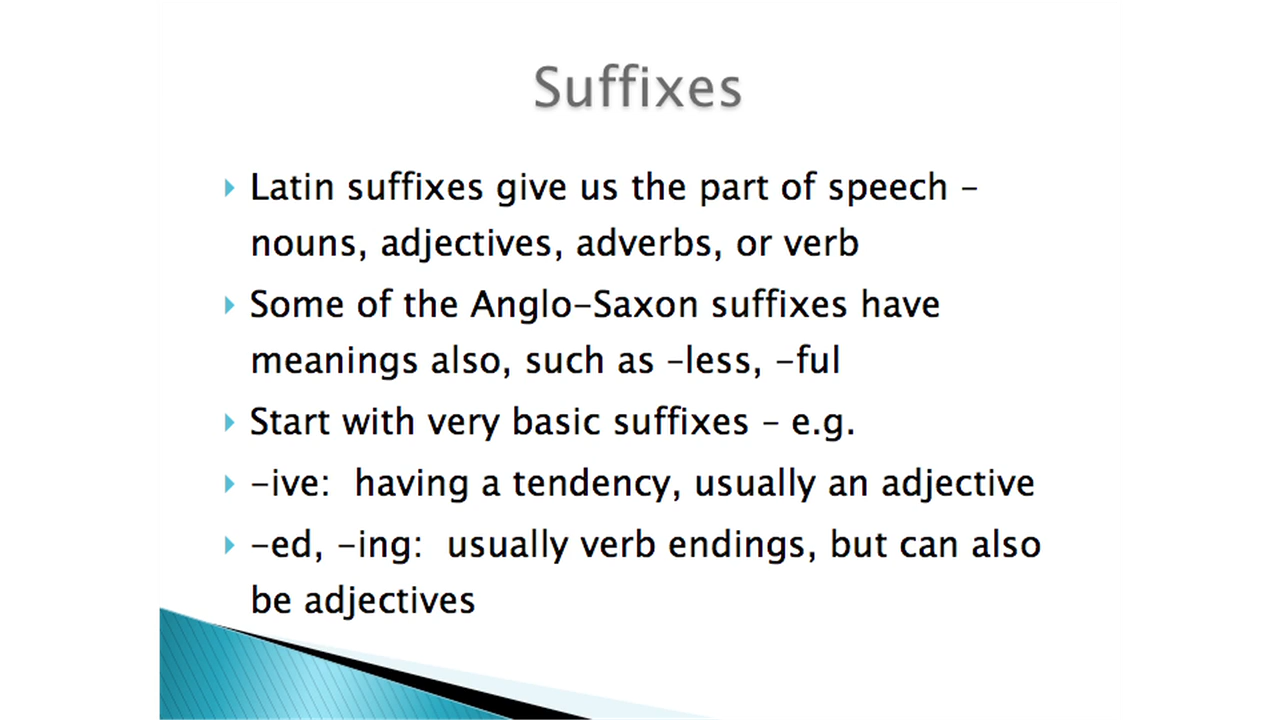 Suffixes
Latin suffixes give us the part of speech –
nouns, adjectives, adverbs, or verb
Some of the Anglo-Saxon suffixes have
meanings also, such as -less, -ful
Start with very basic suffixes – e.g.
-ive:  having a tendency, usually an adjective
-ed, -ing:  usually verb endings, but can also
be adjectives